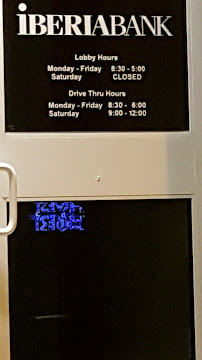 iBERIABANK
Lobby Hours
Monday - Friday 8:30 - 5:00
Saturday CLOSED
Drive Thru Hours
Monday - Friday 8:30 - 6:00
Saturday 9:00 - 12:00